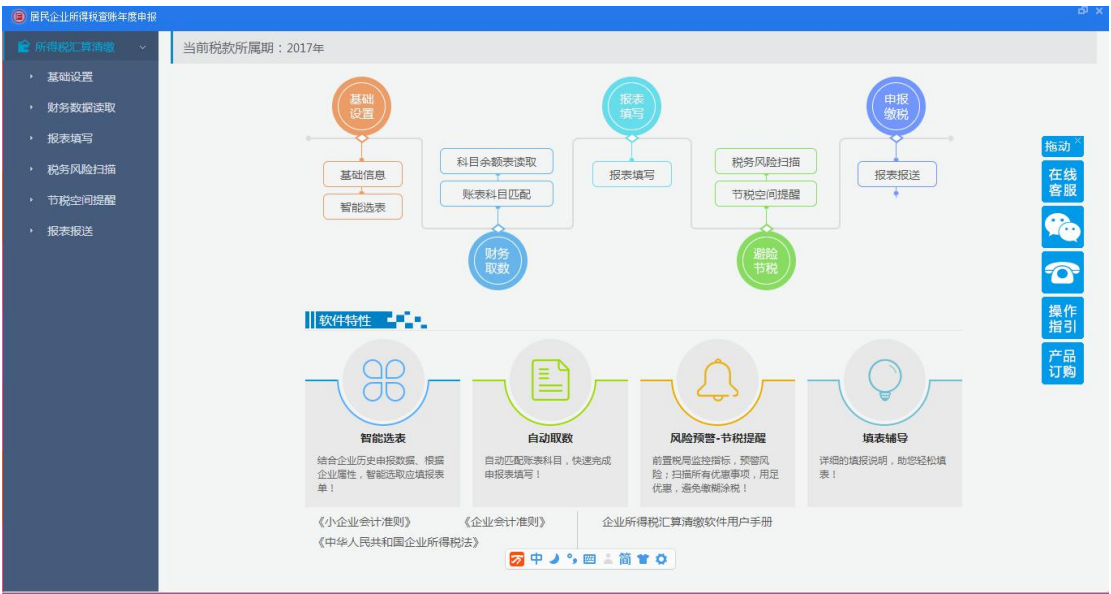 居民企业所得税查账年度申报
所得税汇算清缴
基础设置
财务数据读取
报表填写
税务风险扫描
节税空间提醒
报表报送
当前税款所属期：2017年
基础
设置
报表
填写
申报
缴税
基础信息
智能选表
科目余额表读取
账表科目匹配
报表填写
税务风险扫描
节税空间提醒
报表报送
财务
取数
避险
节税
拖动
在线
客服
操作
指引
产品
订购
软件特性
智能选表
结合企业历史申报数据、根据
企业属性，智能选取应填报表
单！
自动取数
自动匹配账表科目，快速完成
申报表填写！
风险预警-节税提醒
前置税局监控指标，预警风
险；扫描所有优惠事项，用足
优惠，避免缴糊涂税！
填表辅导
详细的填报说明，助您轻松填
表！
《小企业会计准则》
《企业会计准则》
企业所得税汇算清缴软件用户手册
《中华人民共和国企业所得税法》
万 中 简